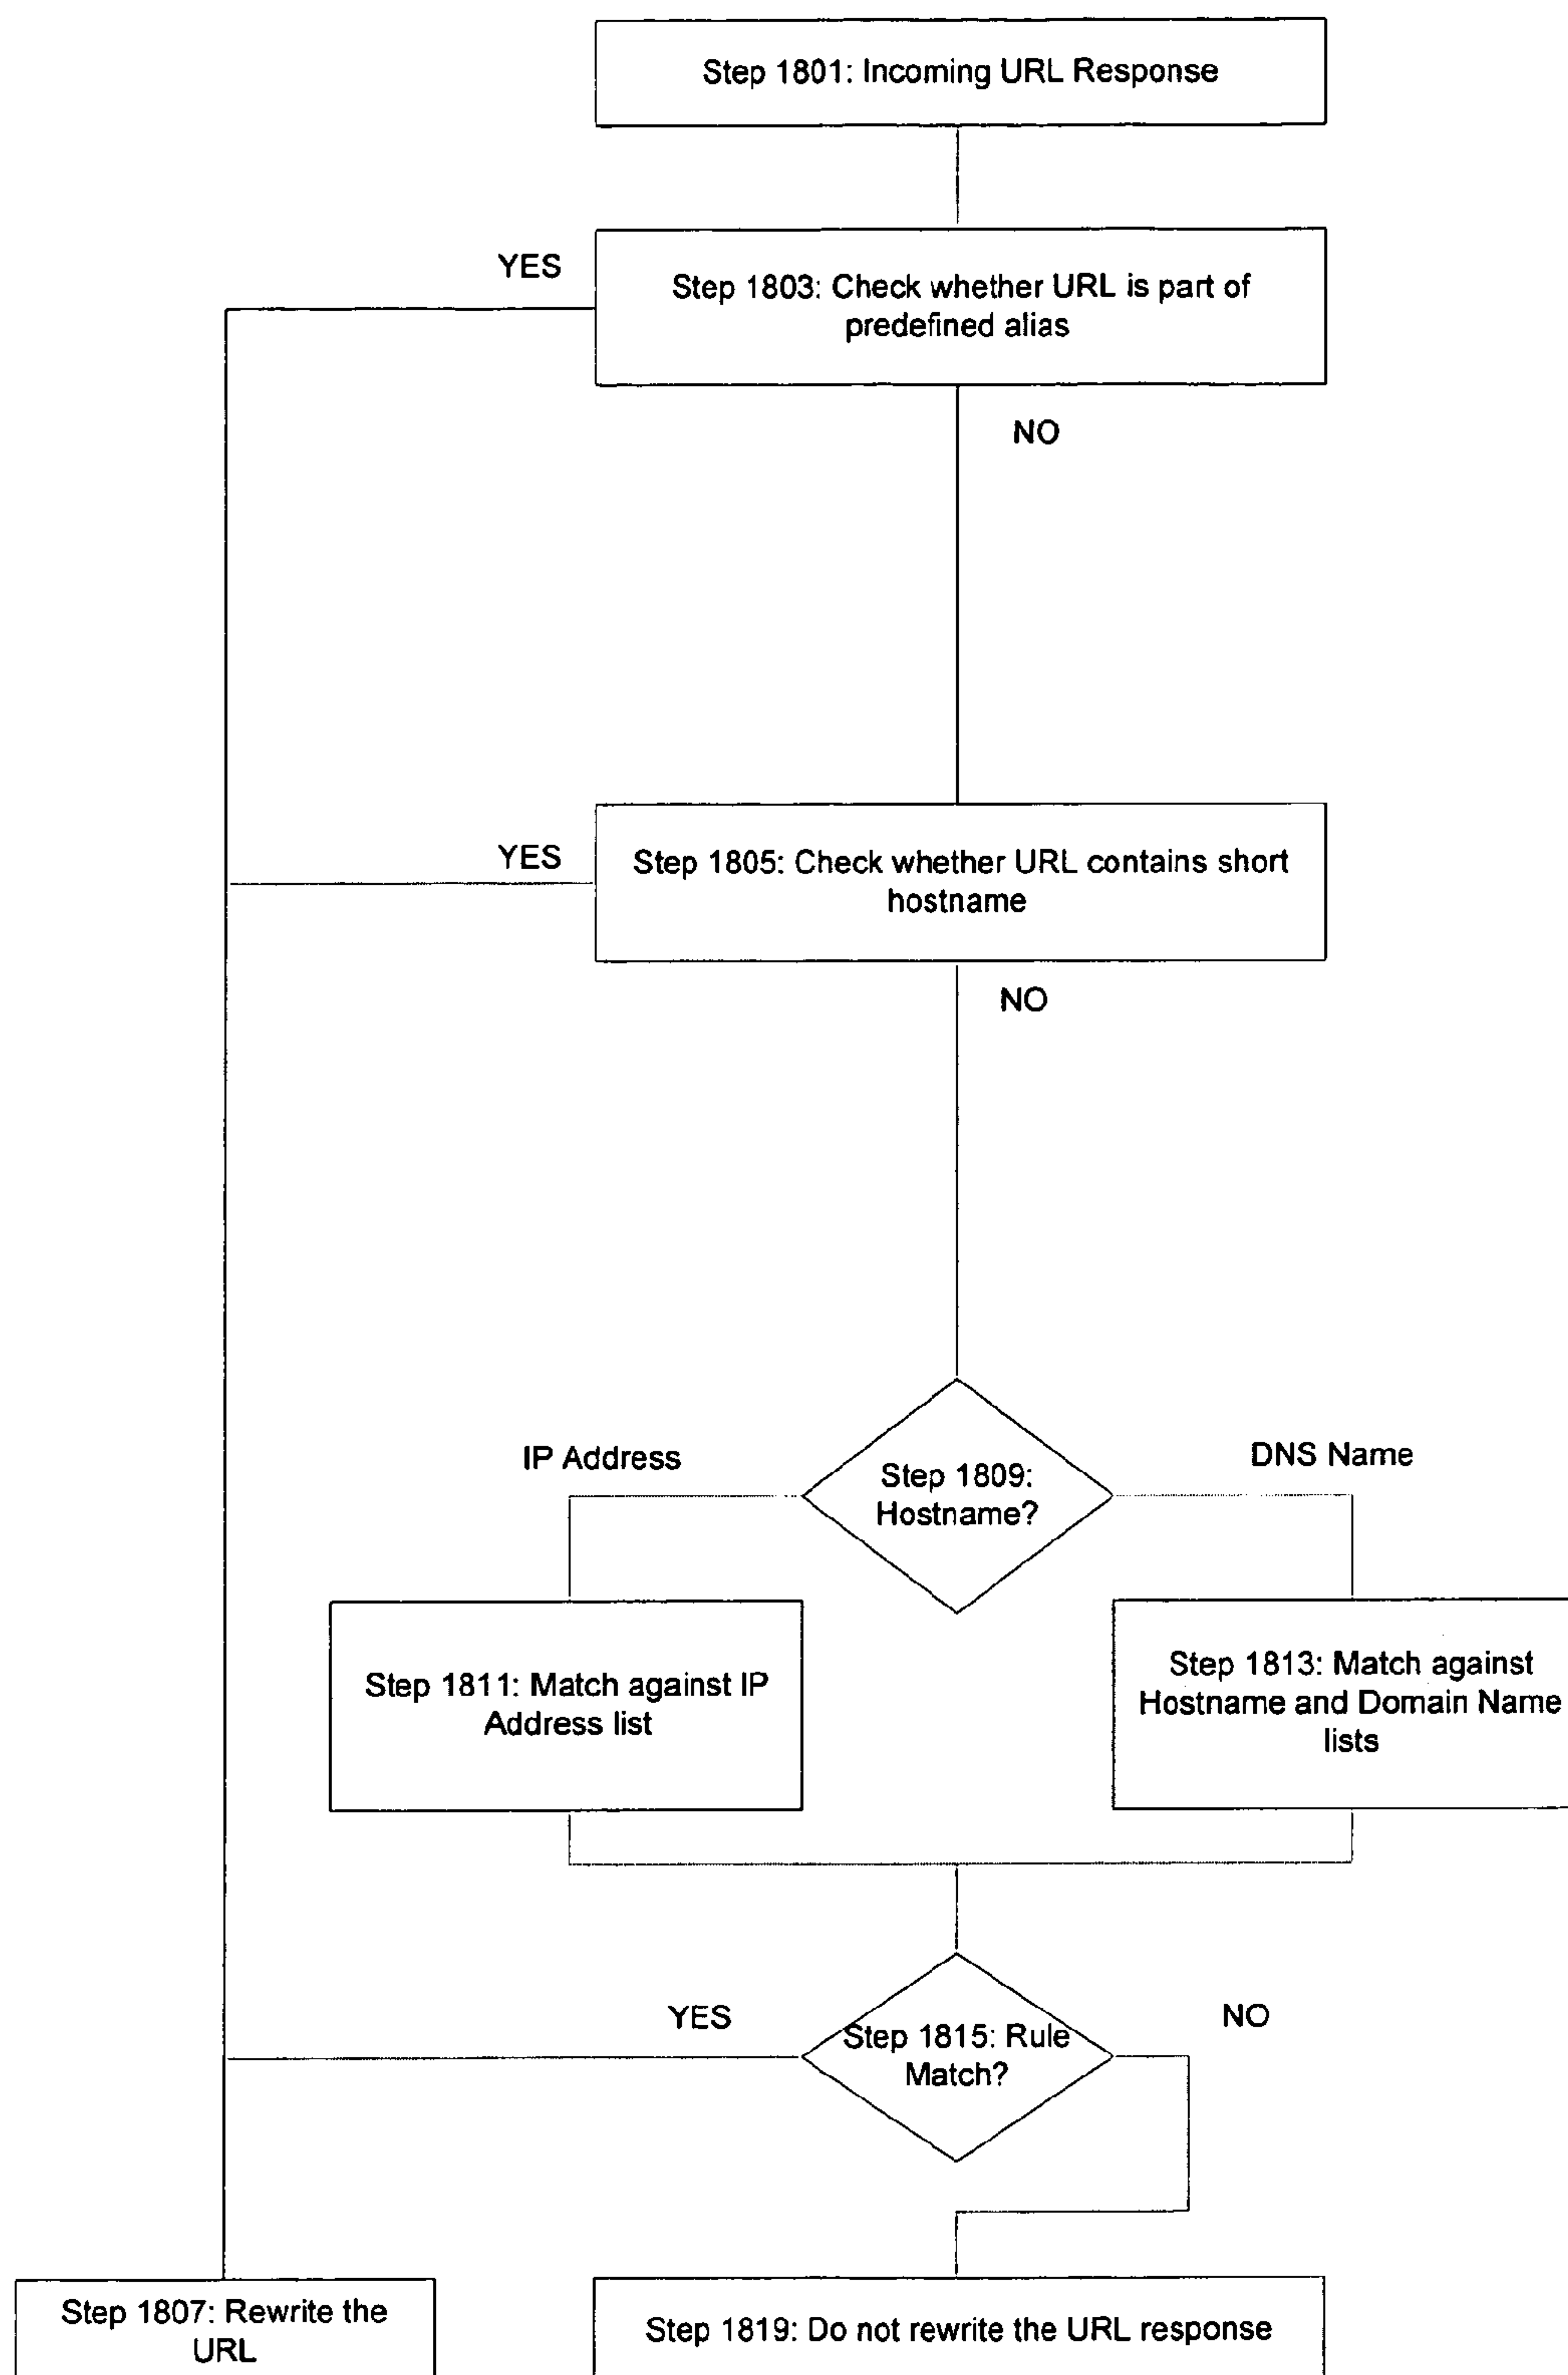 Step 1801: Incoming URL Response
YES
Step 1803: Check whether URL is part of
predefined alias
NO
YES
Step 1805: Check whether URL contains short
hostname
NO
IP Address
DNS Name
Step 1809:
Hostname?
Step 1811: Match against IP
Address list
Step 1813: Match against
Hostname and Domain Name
lists
YES
NO
Step 1815: Rule
Match?
Step 1807: Rewrite the
URL
Step 1819: Do not rewrite the URL response